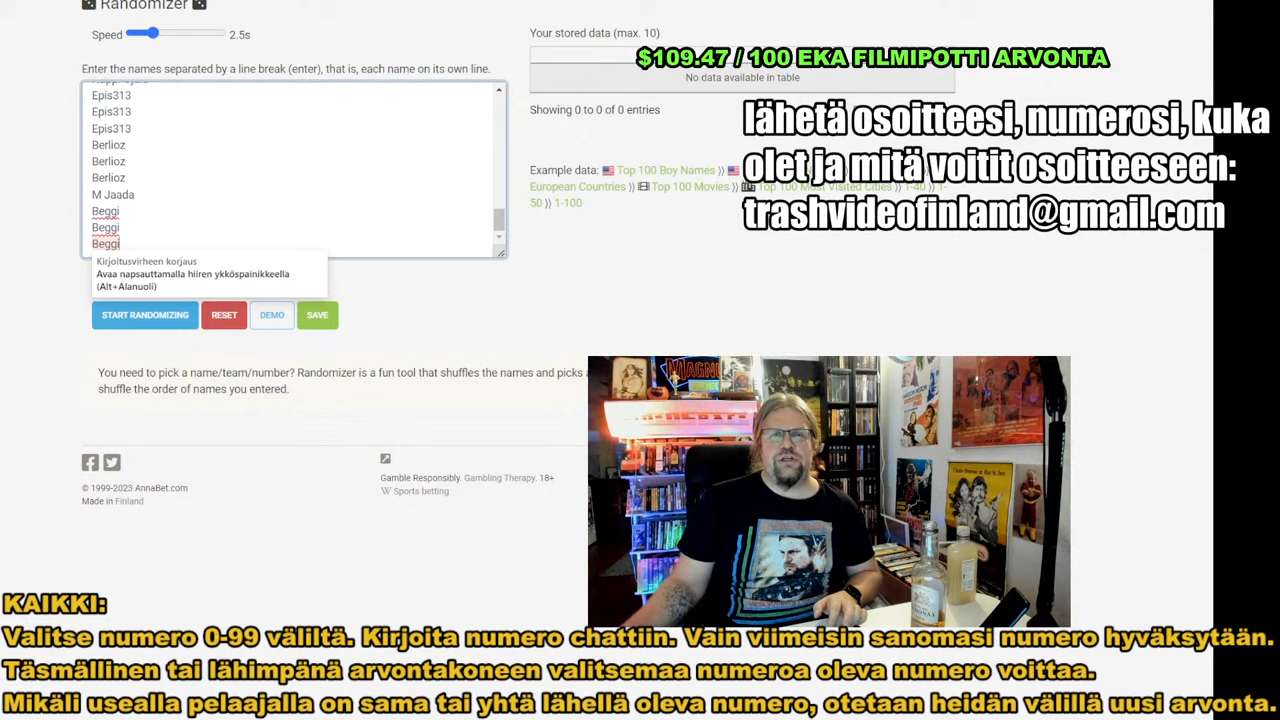 Randomizer
Speed 2.5s
Enter the names separated by a line break (enter), that is, each name on its own line.
Epis313
Epis313
Epis313
Berlioz
Berlioz
Berlioz
M Jaada
Beggi
Beggi
Beggi
Kirjoitusvirheen korjaus
Avaa napsauttamalla hiiren ykköspainikkeella
(Alt+Alanuoli)
START RANDOMIZING RESET DEMO SAVE
You need to pick a name/team/number? Randomizer is a fun tool that shuffles the names and picks
shuffle the order of names you entered.
© 1999-2023 AnnaBet.com
Made in Finland
Gamble Responsibly. Gambling Therapy. 18+
Sports betting
Your stored data (max. 10)
$109.47 / 100 EKA FILMIPOTTI ARVONTA
No data available in table
Showing 0 to 0 of 0 entries
Example data: Top 100 Boy Names ))
European Countries )) Top 100 Movies )) Top 100 Most Visited Cities )) 1-40 )) 1-
50 )) 1-100
lähetä osoitteesi, numerosi, kuka
olet ja mitä voitit osoitteeseen:
trashvideofinland@gmail.com
KAIKKI:
Valitse numero 0-99 väliltä. Kirjoita numero chattiin. Vain viimeisin sanomasi numero hyväksytään.
Täsmällinen tai lähimpänä arvontakoneen valitsemaa numeroa oleva numero voittaa.
Mikäli usealla pelaajalla on sama tai yhtä lähellä oleva numero, otetaan heidän välillä uusi arvonta.